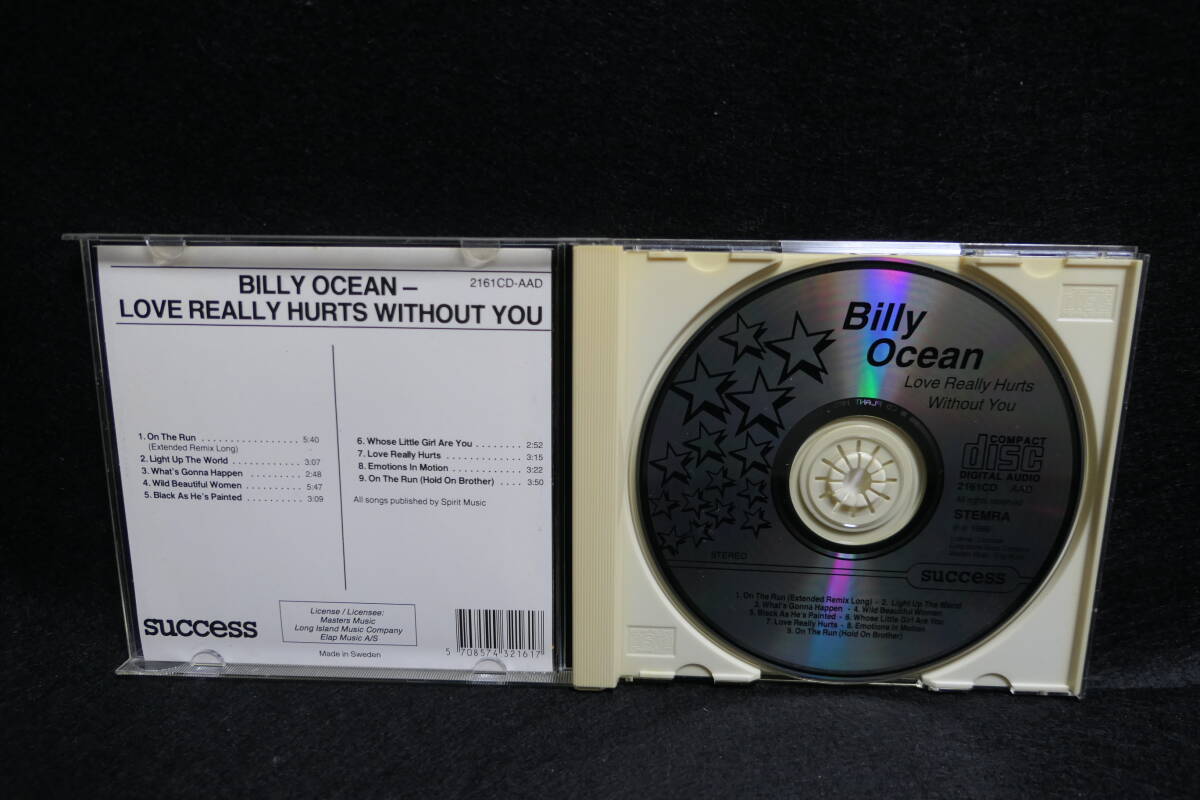 BILLY OCEAN –
2161CD-AAD
LOVE REALLY HURTS WITHOUT YOU
1. On The Run . . . . . . . . . . . . . . . . . 5:40
(Extended Remix Long)
2. Light Up The World . . . . . . . . . . . 3:07
3. What's Gonna Happen . . . . . . . . 2:48
4. Wild Beautiful Women . . . . . . . . 5:47
5. Black As He's Painted . . . . . . . . . 3:09
6. Whose Little Girl Are You . . . . . . . 2:52
7. Love Really Hurts . . . . . . . . . . . . 3:15
8. Emotions In Motion . . . . . . . . . . . 3:22
9. On The Run (Hold On Brother) . . . . 3:50
All songs published by Spirit Music
success
License / Licensee:
Masters Music
Long Island Music Company
Elap Music A/S
Made in Sweden
5 708574 321617
Billy
Ocean
Love Really Hurts
Without You
COMPACT
disc
DIGITAL AUDIO
2161CD AAD
All rights reserved
STEMRA
STEREO
success
1. On The Run (Extended Remix Long) - 2. Light Up The World
3. What's Gonna Happen - 4. Wild Beautiful Women
5. Black As He's Painted - 6. Whose Little Girl Are You
7. Love Really Hurts - 8. Emotions In Motion
9. On The Run (Hold On Brother)